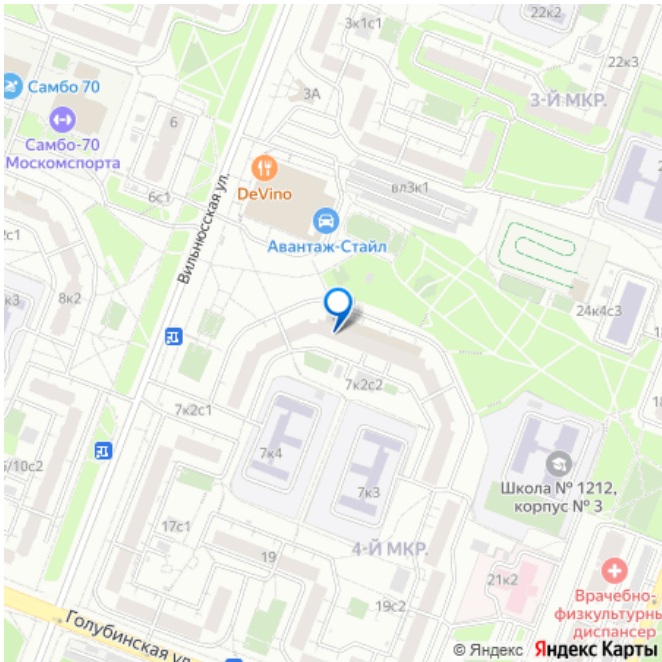 22к2
3к1с1
22к3
Самбо 70
3А
3-Й МКР.
6
Самбо-70
Москомспорта
вл3к1
DeVino
6с1
Вильнюсская ул.
Авантаж-Стайл
8к2
24к4с3
7к2с2
7к2с1
7к4
Школа № 1212,
корпус № 3
7к3
17с1
4-Й МКР.
19
21к2
Врачебно-
физкультурны
диспансер
19с2
Голубинская ул.
© Яндекс Яндекс Карты